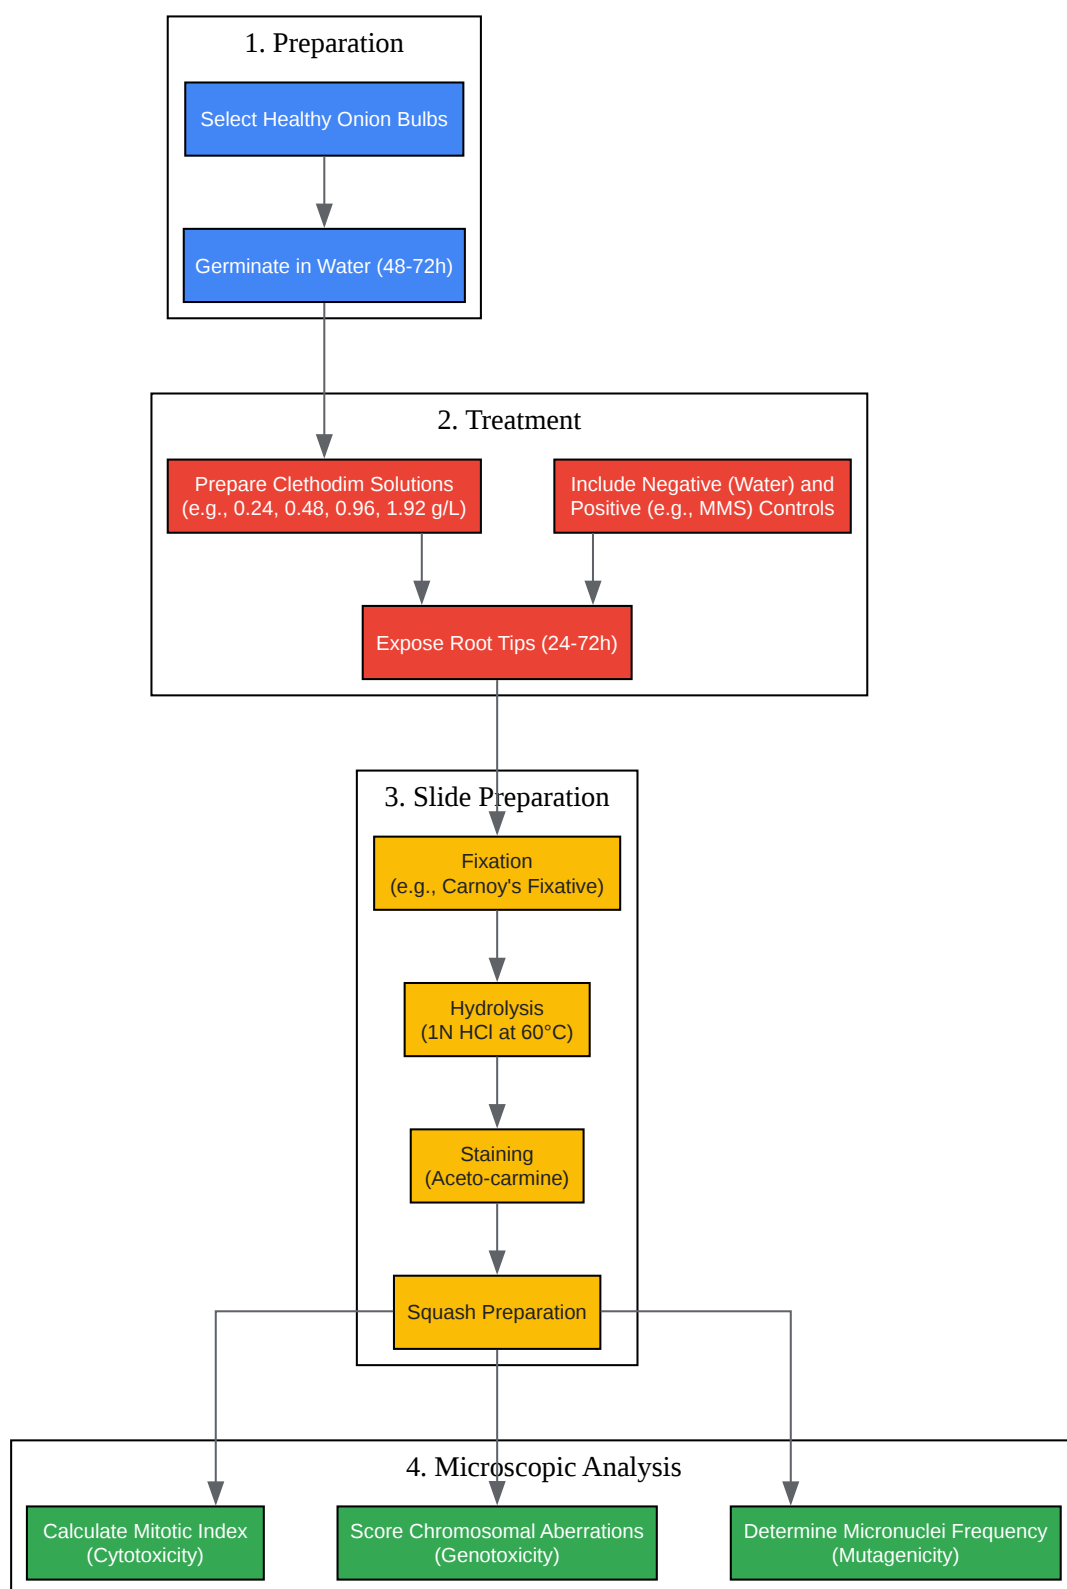 1. Preparation
Select Healthy Onion Bulbs
Germinate in Water (48-72h)
2. Treatment
Prepare Clethodim Solutions
(e.g., 0.24, 0.48, 0.96, 1.92 g/L)
Include Negative (Water) and
Positive (e.g., MMS) Controls
Expose Root Tips (24-72h)
3. Slide Preparation
Fixation
(e.g., Carnoy's Fixative)
Hydrolysis
(1N HCl at 60°C)
Staining
(Aceto-carmine)
Squash Preparation
4. Microscopic Analysis
Calculate Mitotic Index
(Cytotoxicity)
Score Chromosomal Aberrations
(Genotoxicity)
Determine Micronuclei Frequency
(Mutagenicity)